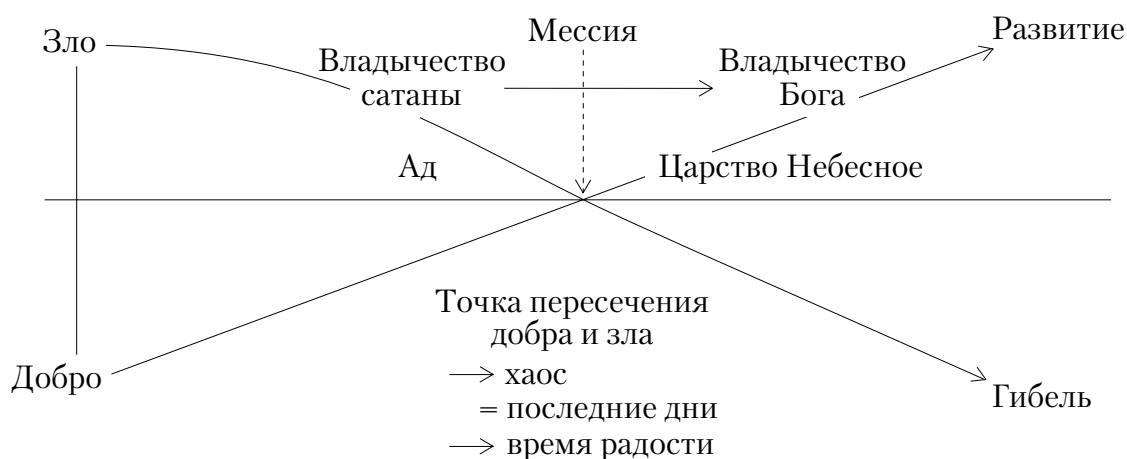 Зло
Мессия
Развитие
Владычество
сатаны
Владычество
Бога
Ад
Царство Небесное
Точка пересечения
добра и зла
→ хаос
= последние дни
→ время радости
Добро
Гибель